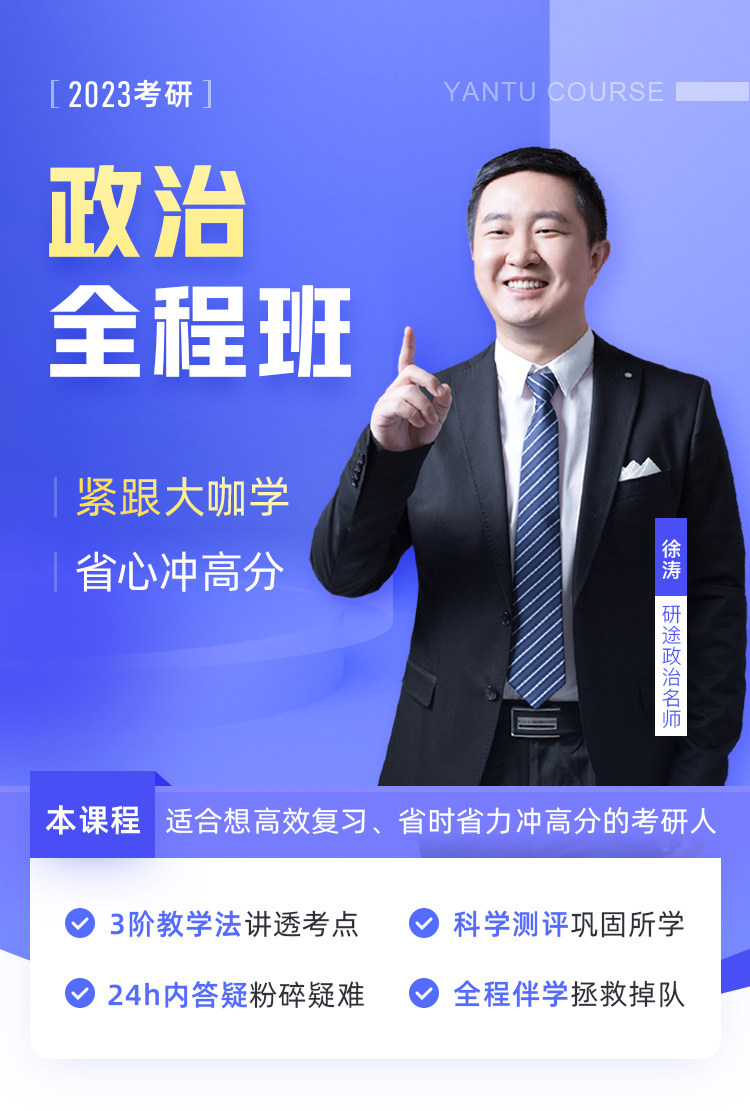 [ 2023考研 ]
YANTU COURSE
政治
全程班
紧跟大咖学
省心冲高分
徐涛
研途政治名师
本课程
适合想高效复习、省时省力冲高分的考研人
3阶教学法讲透考点
科学测评巩固所学
24h内答疑粉碎疑难
全程伴学拯救掉队